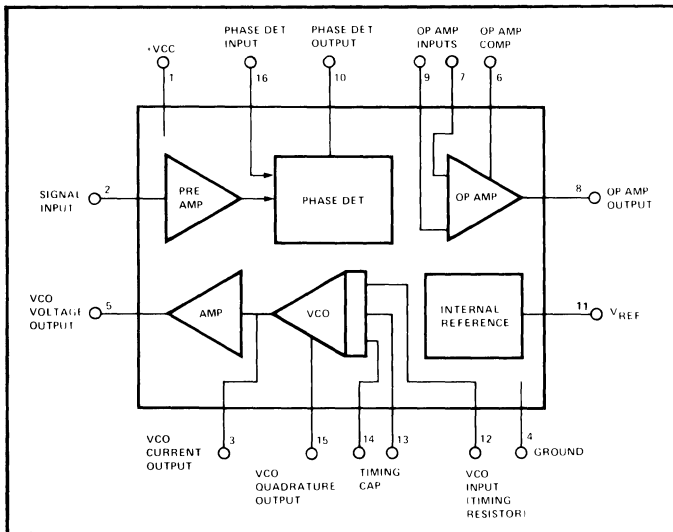 PHASE DET
INPUT
PHASE DET
OUTPUT
OP AMP
INPUTS
OP AMP
COMP
+VCC
1
16
10
9
7
6
SIGNAL
INPUT
2
PRE
AMP
PHASE DET
OP AMP
8
OP AMP
OUTPUT
VCO
VOLTAGE
OUTPUT
5
AMP
VCO
INTERNAL
REFERENCE
11
VREF
VCO
CURRENT
OUTPUT
3
15
VCO
QUADRATURE
OUTPUT
14
13
TIMING
CAP
12
VCO
INPUT
(TIMING
RESISTOR)
4
GROUND